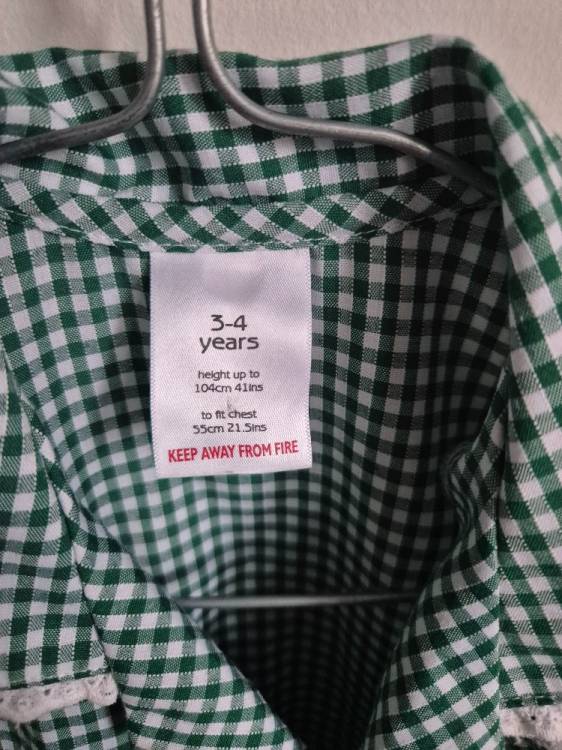 3-4
years
height up to
104cm 41ins
to fit chest
55cm 21.5ins
KEEP AWAY FROM FIRE